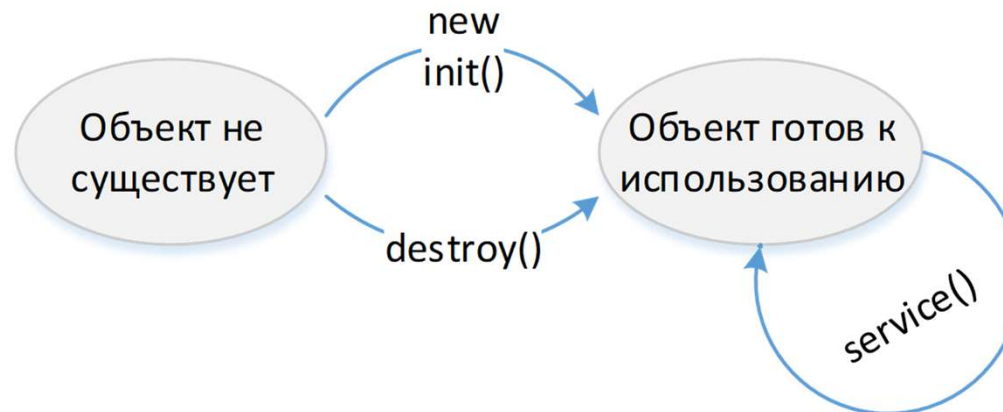 new
init()
Объект не
существует
Объект готов к
использованию
destroy()
service()